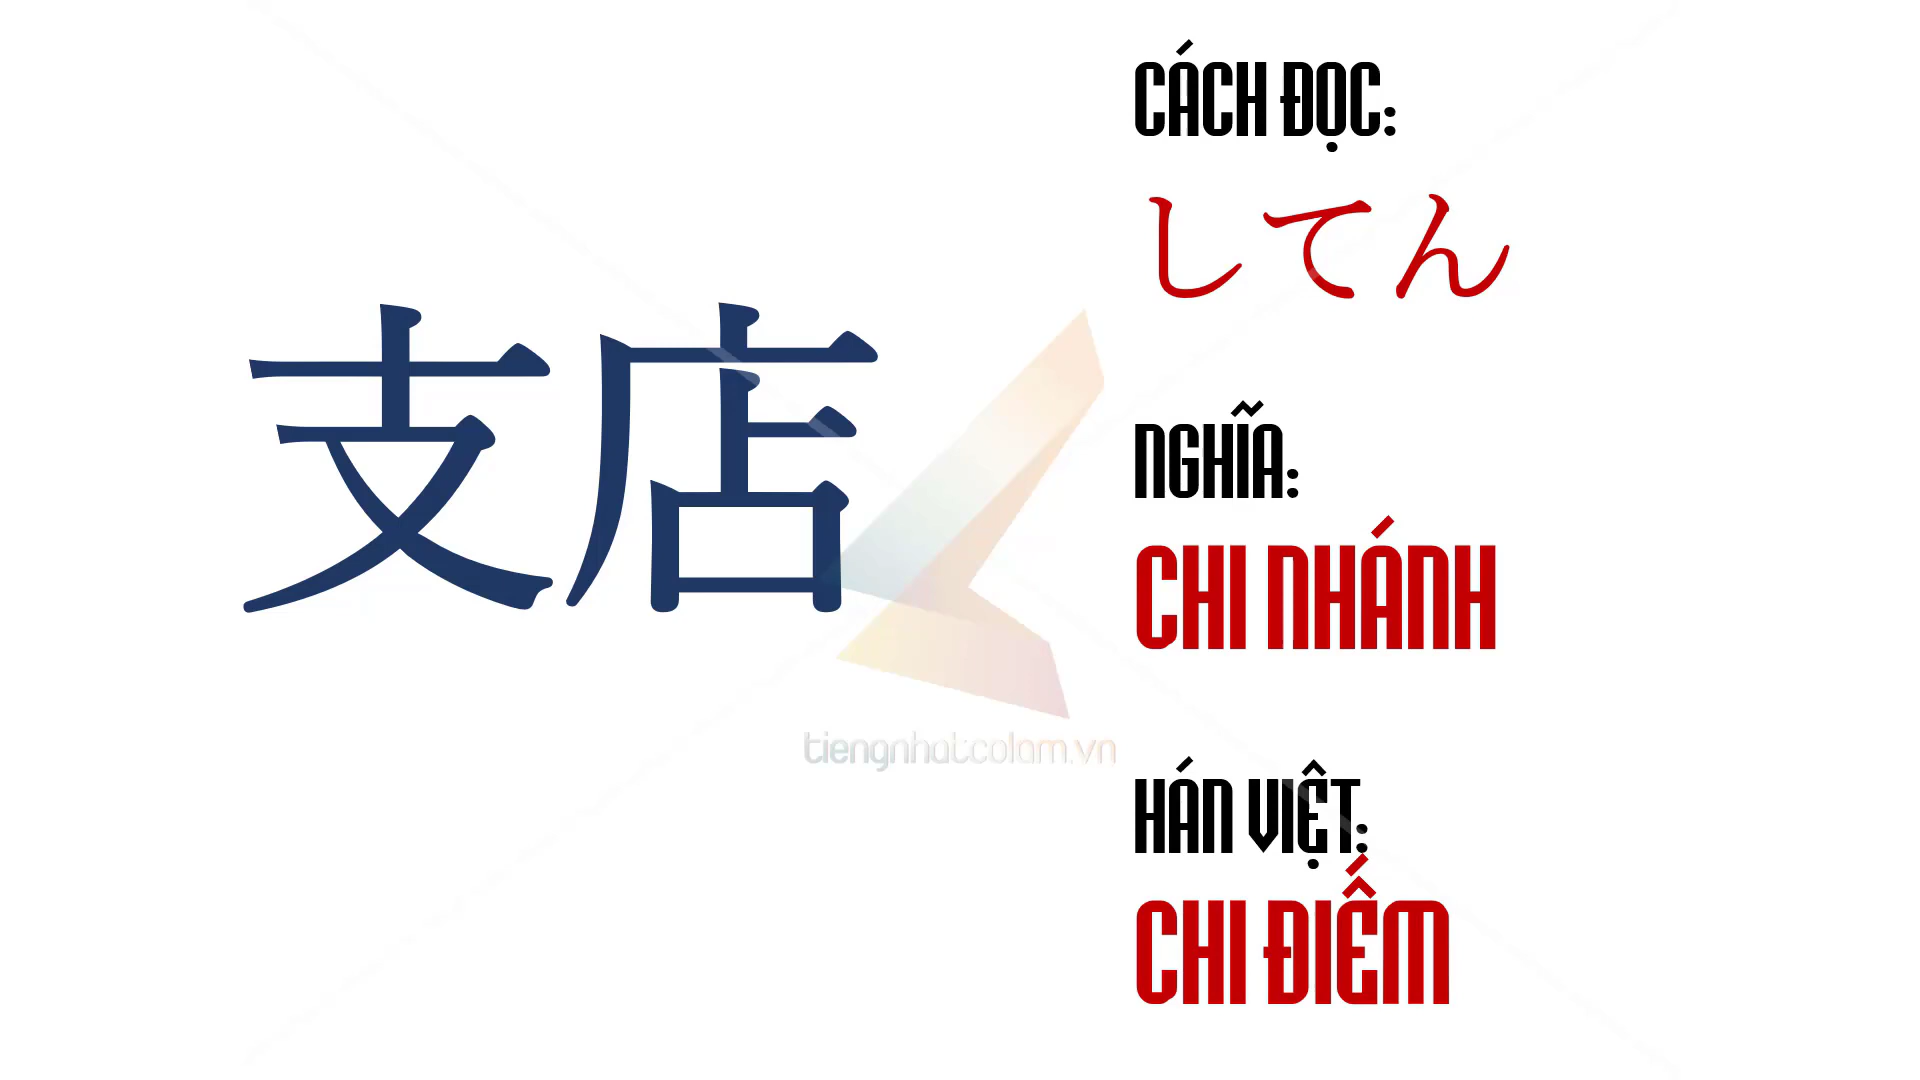 支店
CÁCH ĐỌC:
してん
NGHĨA:
CHI NHÁNH
HÁN VIỆT:
CHI ĐIẾM
tiengnhatcolam.vn